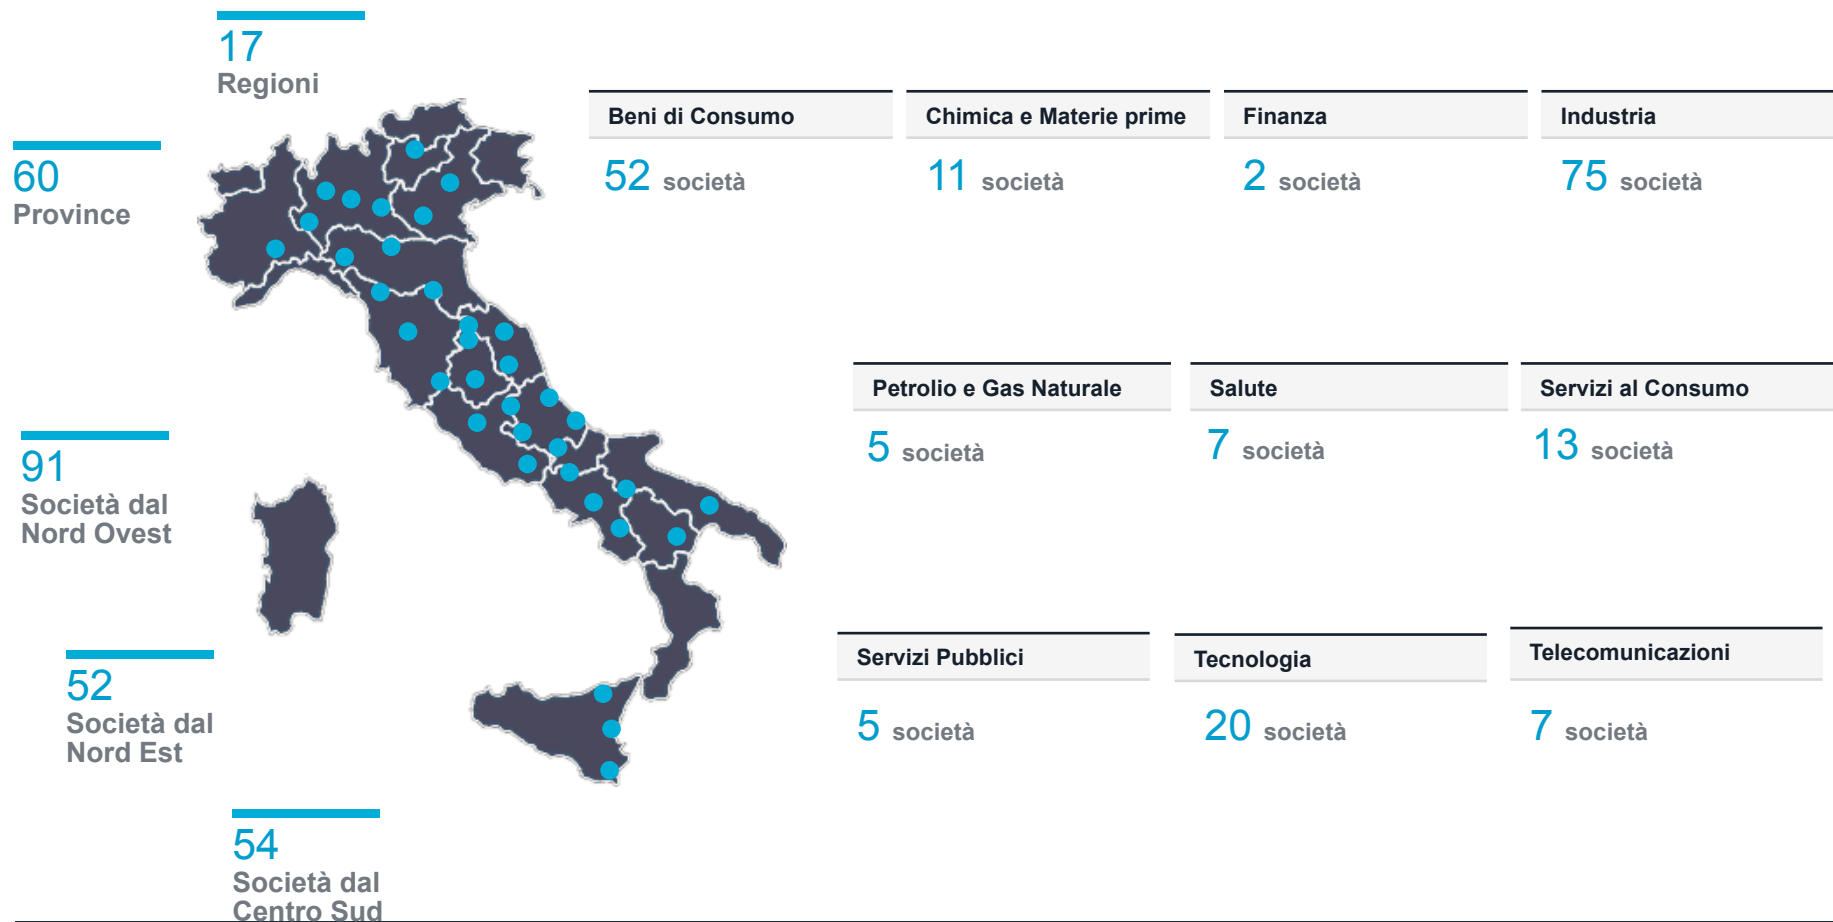 17
Regioni
60
Province
91
Società dal
Nord Ovest
52
Società dal
Nord Est
54
Società dal
Centro Sud
Beni di Consumo
52 società
Chimica e Materie prime
11 società
Finanza
2 società
Industria
75 società
Petrolio e Gas Naturale
5 società
Salute
7 società
Servizi al Consumo
13 società
Servizi Pubblici
5 società
Tecnologia
20 società
Telecomunicazioni
7 società